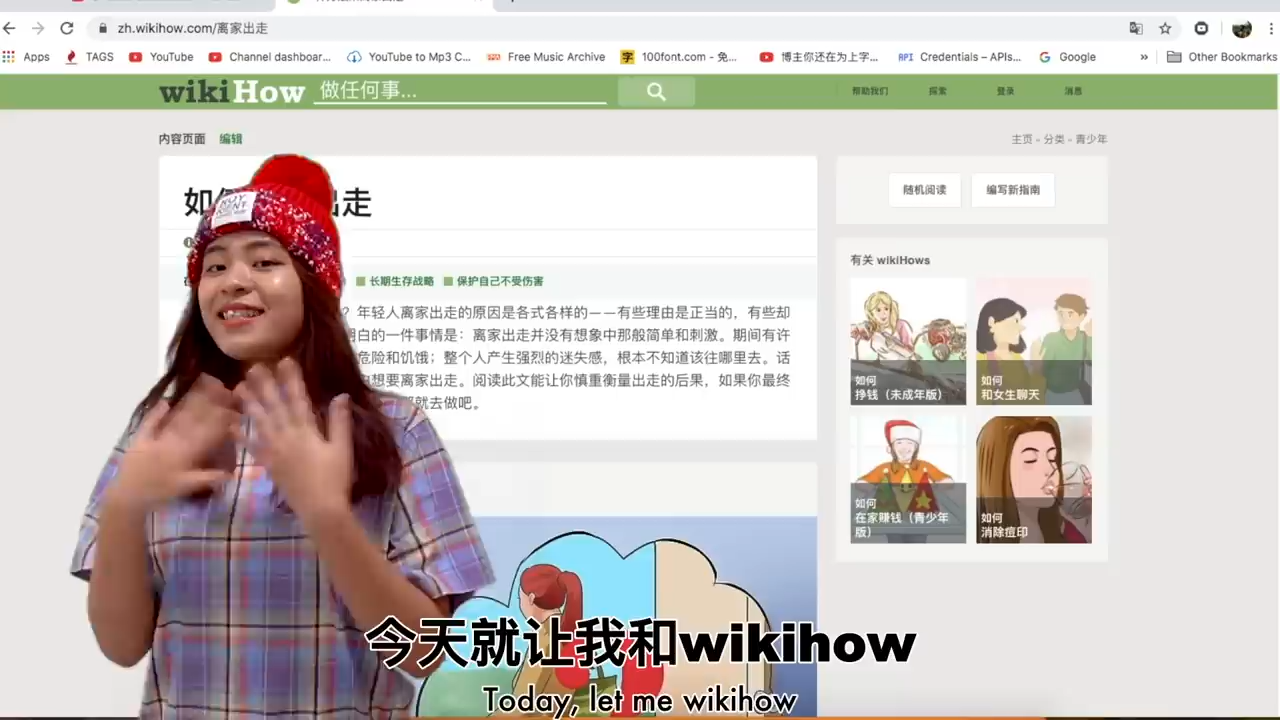 zh.wikihow.com/离家出走
Apps
TAGS
YouTube
Channel dashboar...
YouTube to Mp3 C...
Free Music Archive
字
100font.com - 免...
博主你还在为上字...
API
Credentials – APIs...
Google
»
Other Bookmarks
wikiHow
做任何事...
帮助我们
探索
登录
消息
内容页面
编辑
主页 » 分类 » 青少年
如
出走
长期生存战略
保护自己不受伤害
? 年轻人离家出走的原因是各式各样的——有些理由是正当的，有些却
明白的一件事情是：离家出走并没有想象中那般简单和刺激。期间有许
危险和饥饿；整个人产生强烈的迷失感，根本不知道该往哪里去。话
想要离家出走。阅读此文能让你慎重衡量出走的后果，如果你最终
就去做吧。
随机阅读
编写新指南
有关 wikiHows
如何
挣钱（未成年版）
如何
和女生聊天
如何
在家赚钱（青少年
版）
如何
消除痘印
今天就让我和wikihow
Today, let me wikihow